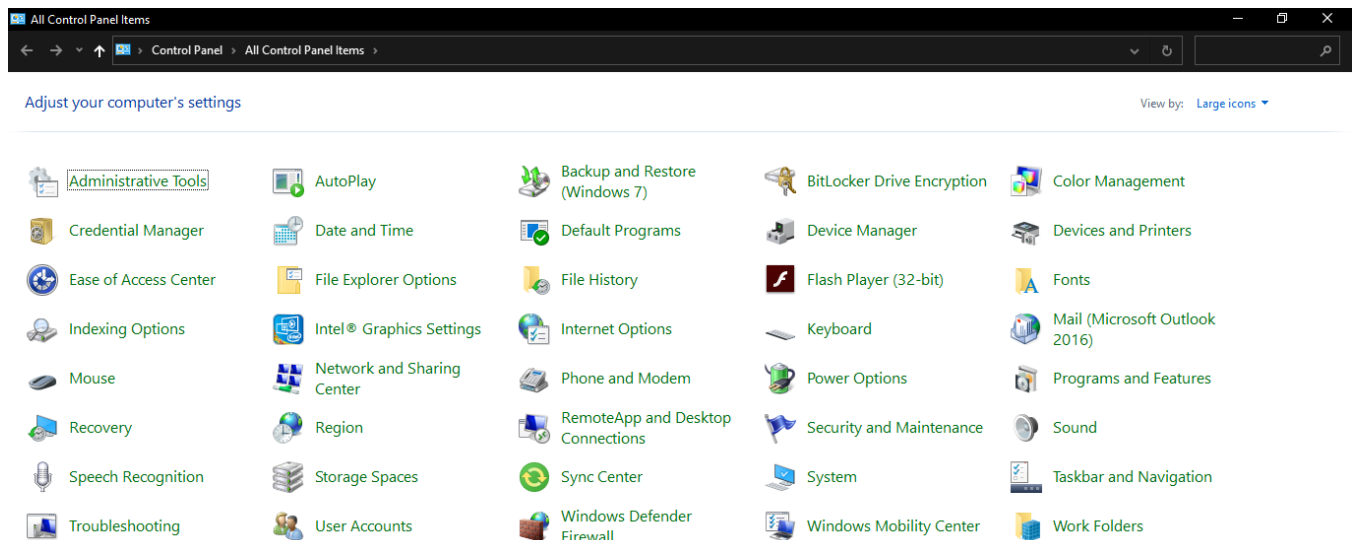 All Control Panel Items
Control Panel > All Control Panel Items >
Adjust your computer's settings
View by: Large icons
Administrative Tools
AutoPlay
Backup and Restore
(Windows 7)
BitLocker Drive Encryption
Color Management
Credential Manager
Date and Time
Default Programs
Device Manager
Devices and Printers
Ease of Access Center
File Explorer Options
File History
Flash Player (32-bit)
Fonts
Indexing Options
Intel® Graphics Settings
Internet Options
Keyboard
Mail (Microsoft Outlook
2016)
Mouse
Network and Sharing
Center
Phone and Modem
Power Options
Programs and Features
Recovery
Region
RemoteApp and Desktop
Connections
Security and Maintenance
Sound
Speech Recognition
Storage Spaces
Sync Center
System
Taskbar and Navigation
Troubleshooting
User Accounts
Windows Defender
Firewall
Windows Mobility Center
Work Folders